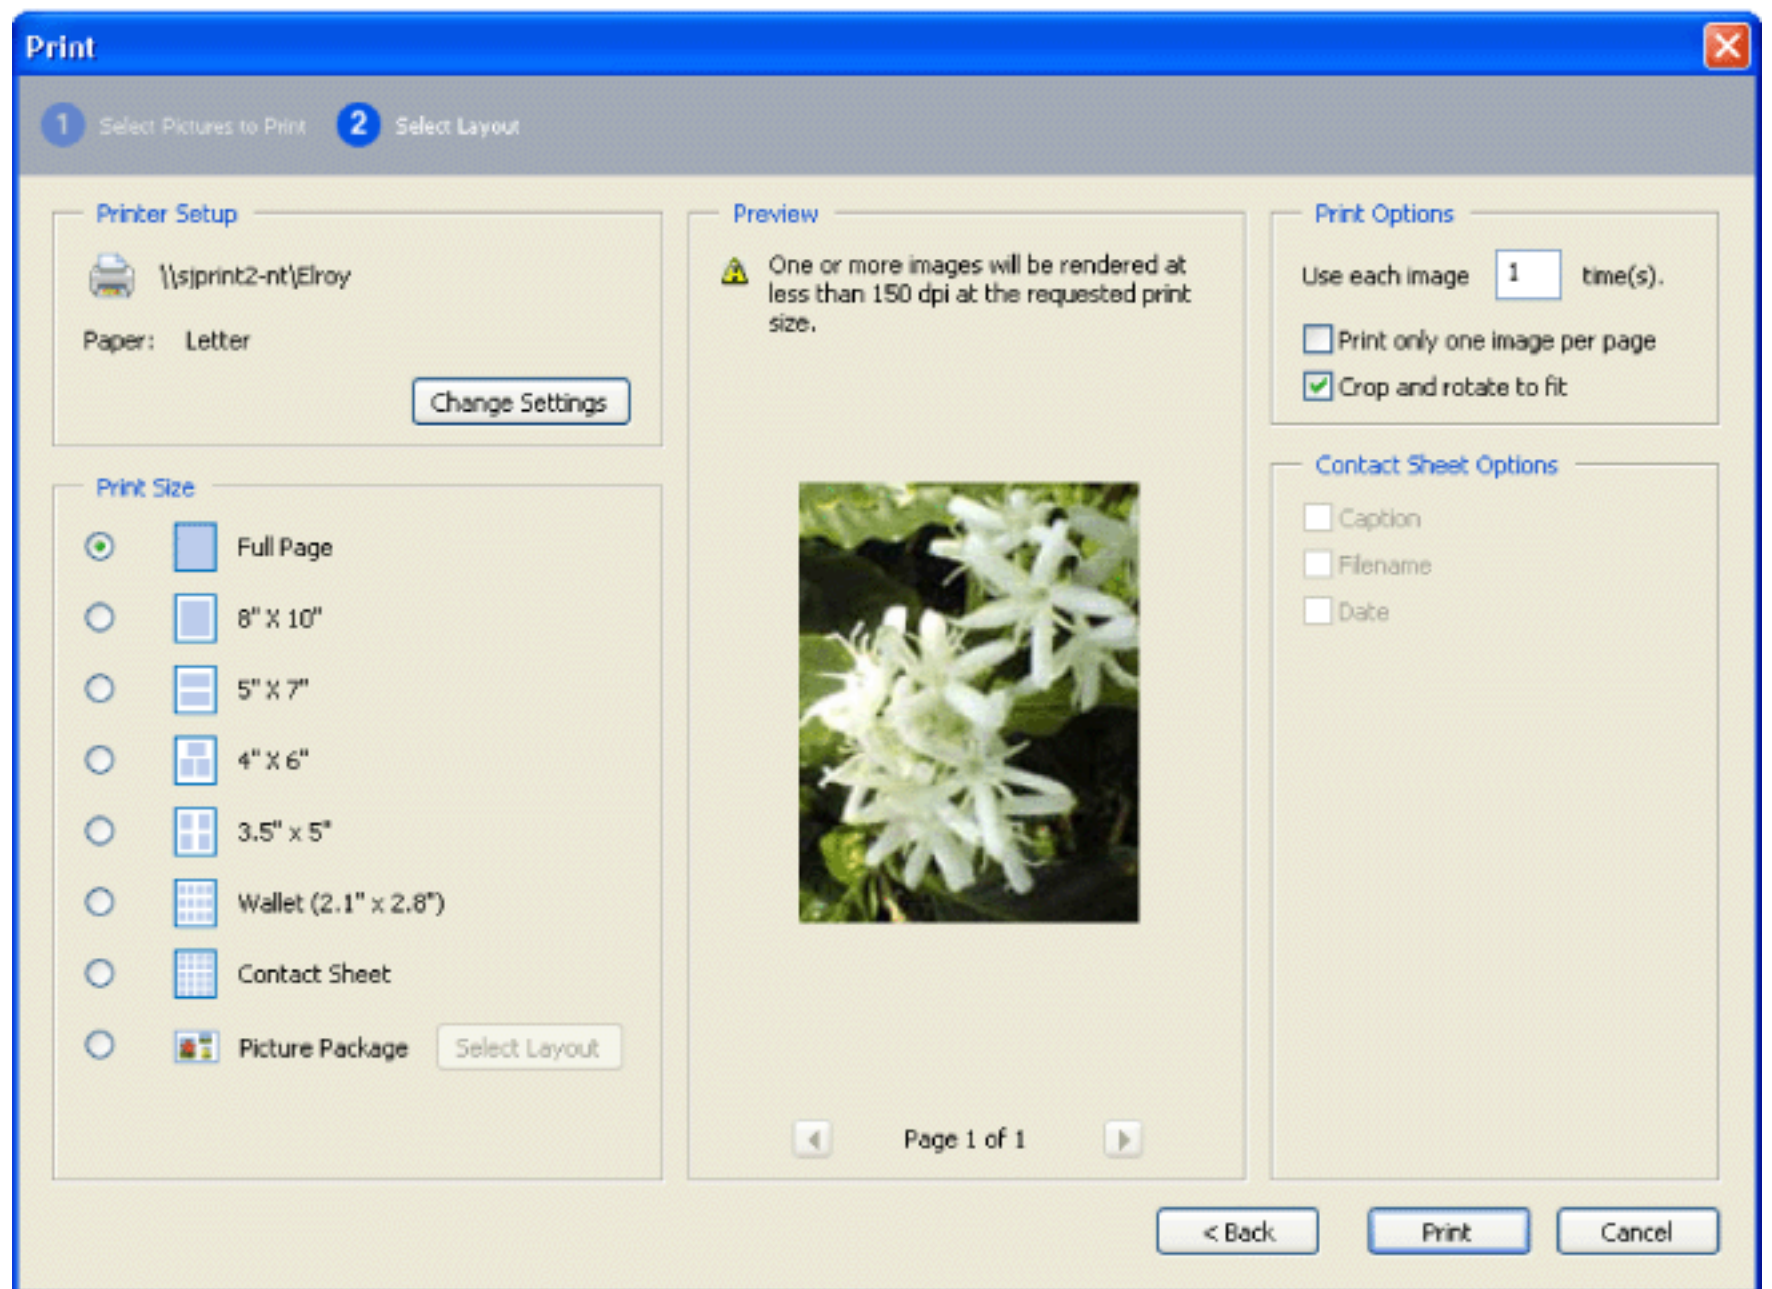 Print
1 Select Pictures to Print 2 Select Layout
Printer Setup
\\sjprint2-nt\Elroy
Paper: Letter
Change Settings
Print Size
Full Page
8" X 10"
5" X 7"
4" X 6"
3.5" x 5"
Wallet (2.1" x 2.8")
Contact Sheet
Picture Package Select Layout
Preview
One or more images will be rendered at
less than 150 dpi at the requested print
size.
Page 1 of 1
Print Options
Use each image 1 time(s).
Print only one image per page
Crop and rotate to fit
Contact Sheet Options
Caption
Filename
Date
< Back Print Cancel